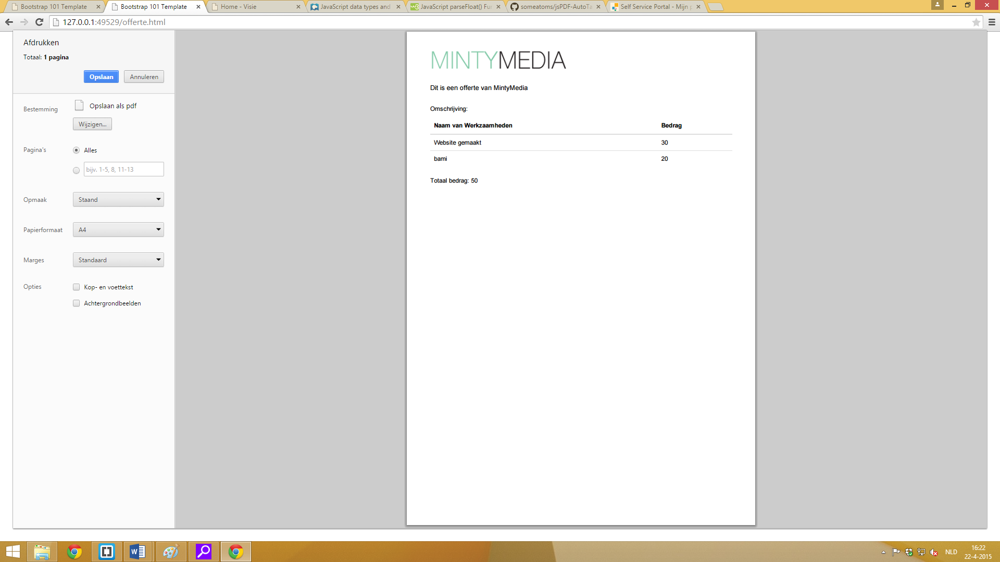 Bootstrap 101 Template
Bootstrap 101 Template
Home - Visie
JavaScript data types and
JavaScript parseFloat() Fun
someatoms/jsPDF-AutoTa
Self Service Portal - Mijn p
127.0.0.1:49529/offerte.html
Afdrukken
Totaal: 1 pagina
Opslaan
Annuleren
Bestemming
Opslaan als pdf
Wijzigen...
Pagina's
Alles
bijv. 1-5, 8, 11-13
Opmaak
Staand
Papierformaat
A4
Marges
Standaard
Opties
Kop- en voettekst
Achtergrondbeelden
MINTYMEDIA
Dit is een offerte van MintyMedia
Omschrijving:
Naam van Werkzaamheden Bedrag
Website gemaakt 30
bami 20
Totaal bedrag: 50
NLD
16:22
22-4-2015